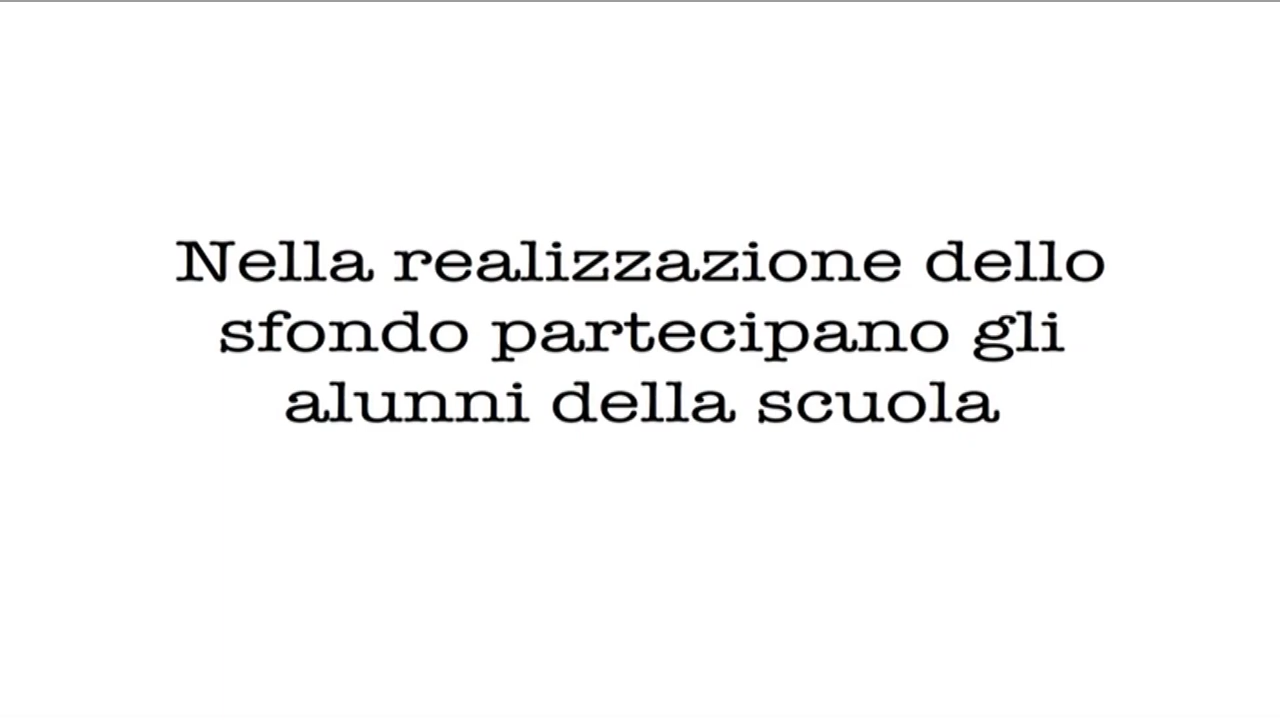 Nella realizzazione dello
sfondo partecipano gli
alunni della scuola